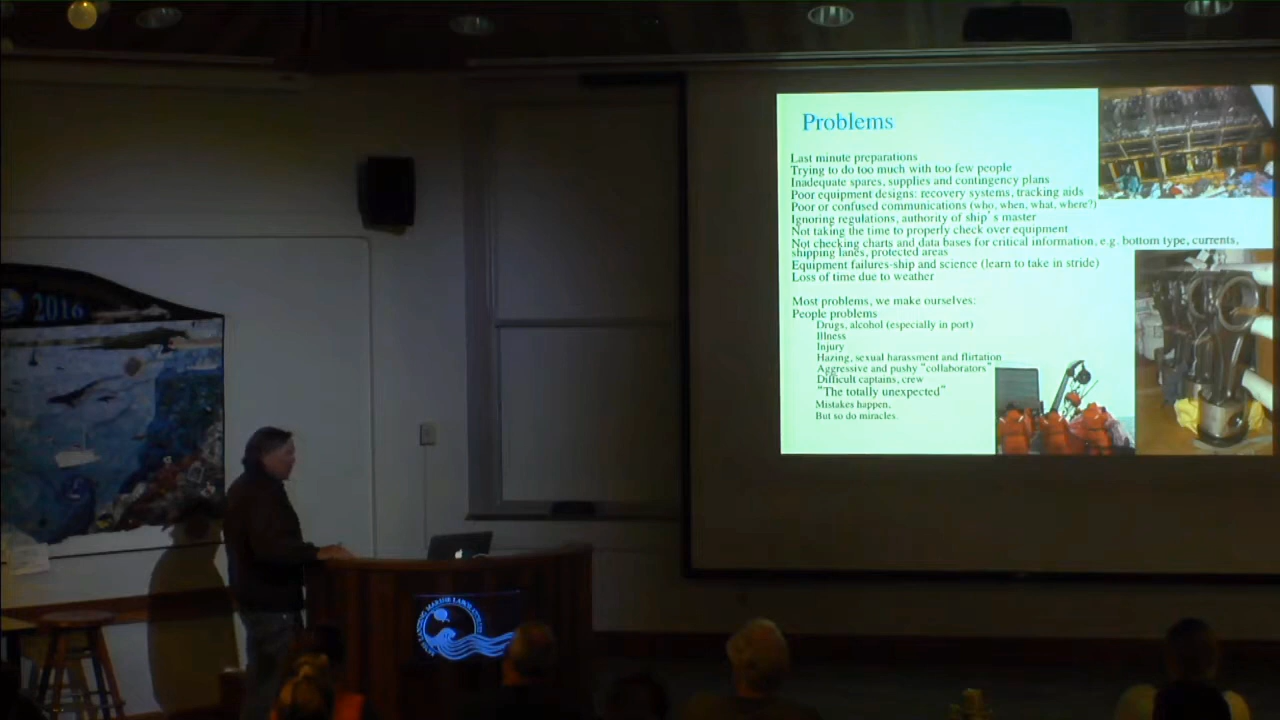 Problems
Last minute preparations
Trying to do too much with too few people
Inadequate spares, supplies and contingency plans
Poor equipment designs: recovery systems, tracking aids
Poor or confused communications (who, when, what, where?)
Ignoring regulations, authority of ship's master
Not taking the time to properly check over equipment
Not checking charts and data bases for critical information, e.g. bottom type, currents,
shipping lanes, protected areas
Equipment failures-ship and science (learn to take in stride)
Loss of time due to weather
Most problems, we make ourselves:
People problems
Drugs, alcohol (especially in port)
Illness
Injury
Hazing, sexual harassment and flirtation
Aggressive and pushy "collaborators"
Difficult captains, crew
"The totally unexpected"
Mistakes happen.
But so do miracles.
2016
MOSS LANDING MARINE LABORATORIES